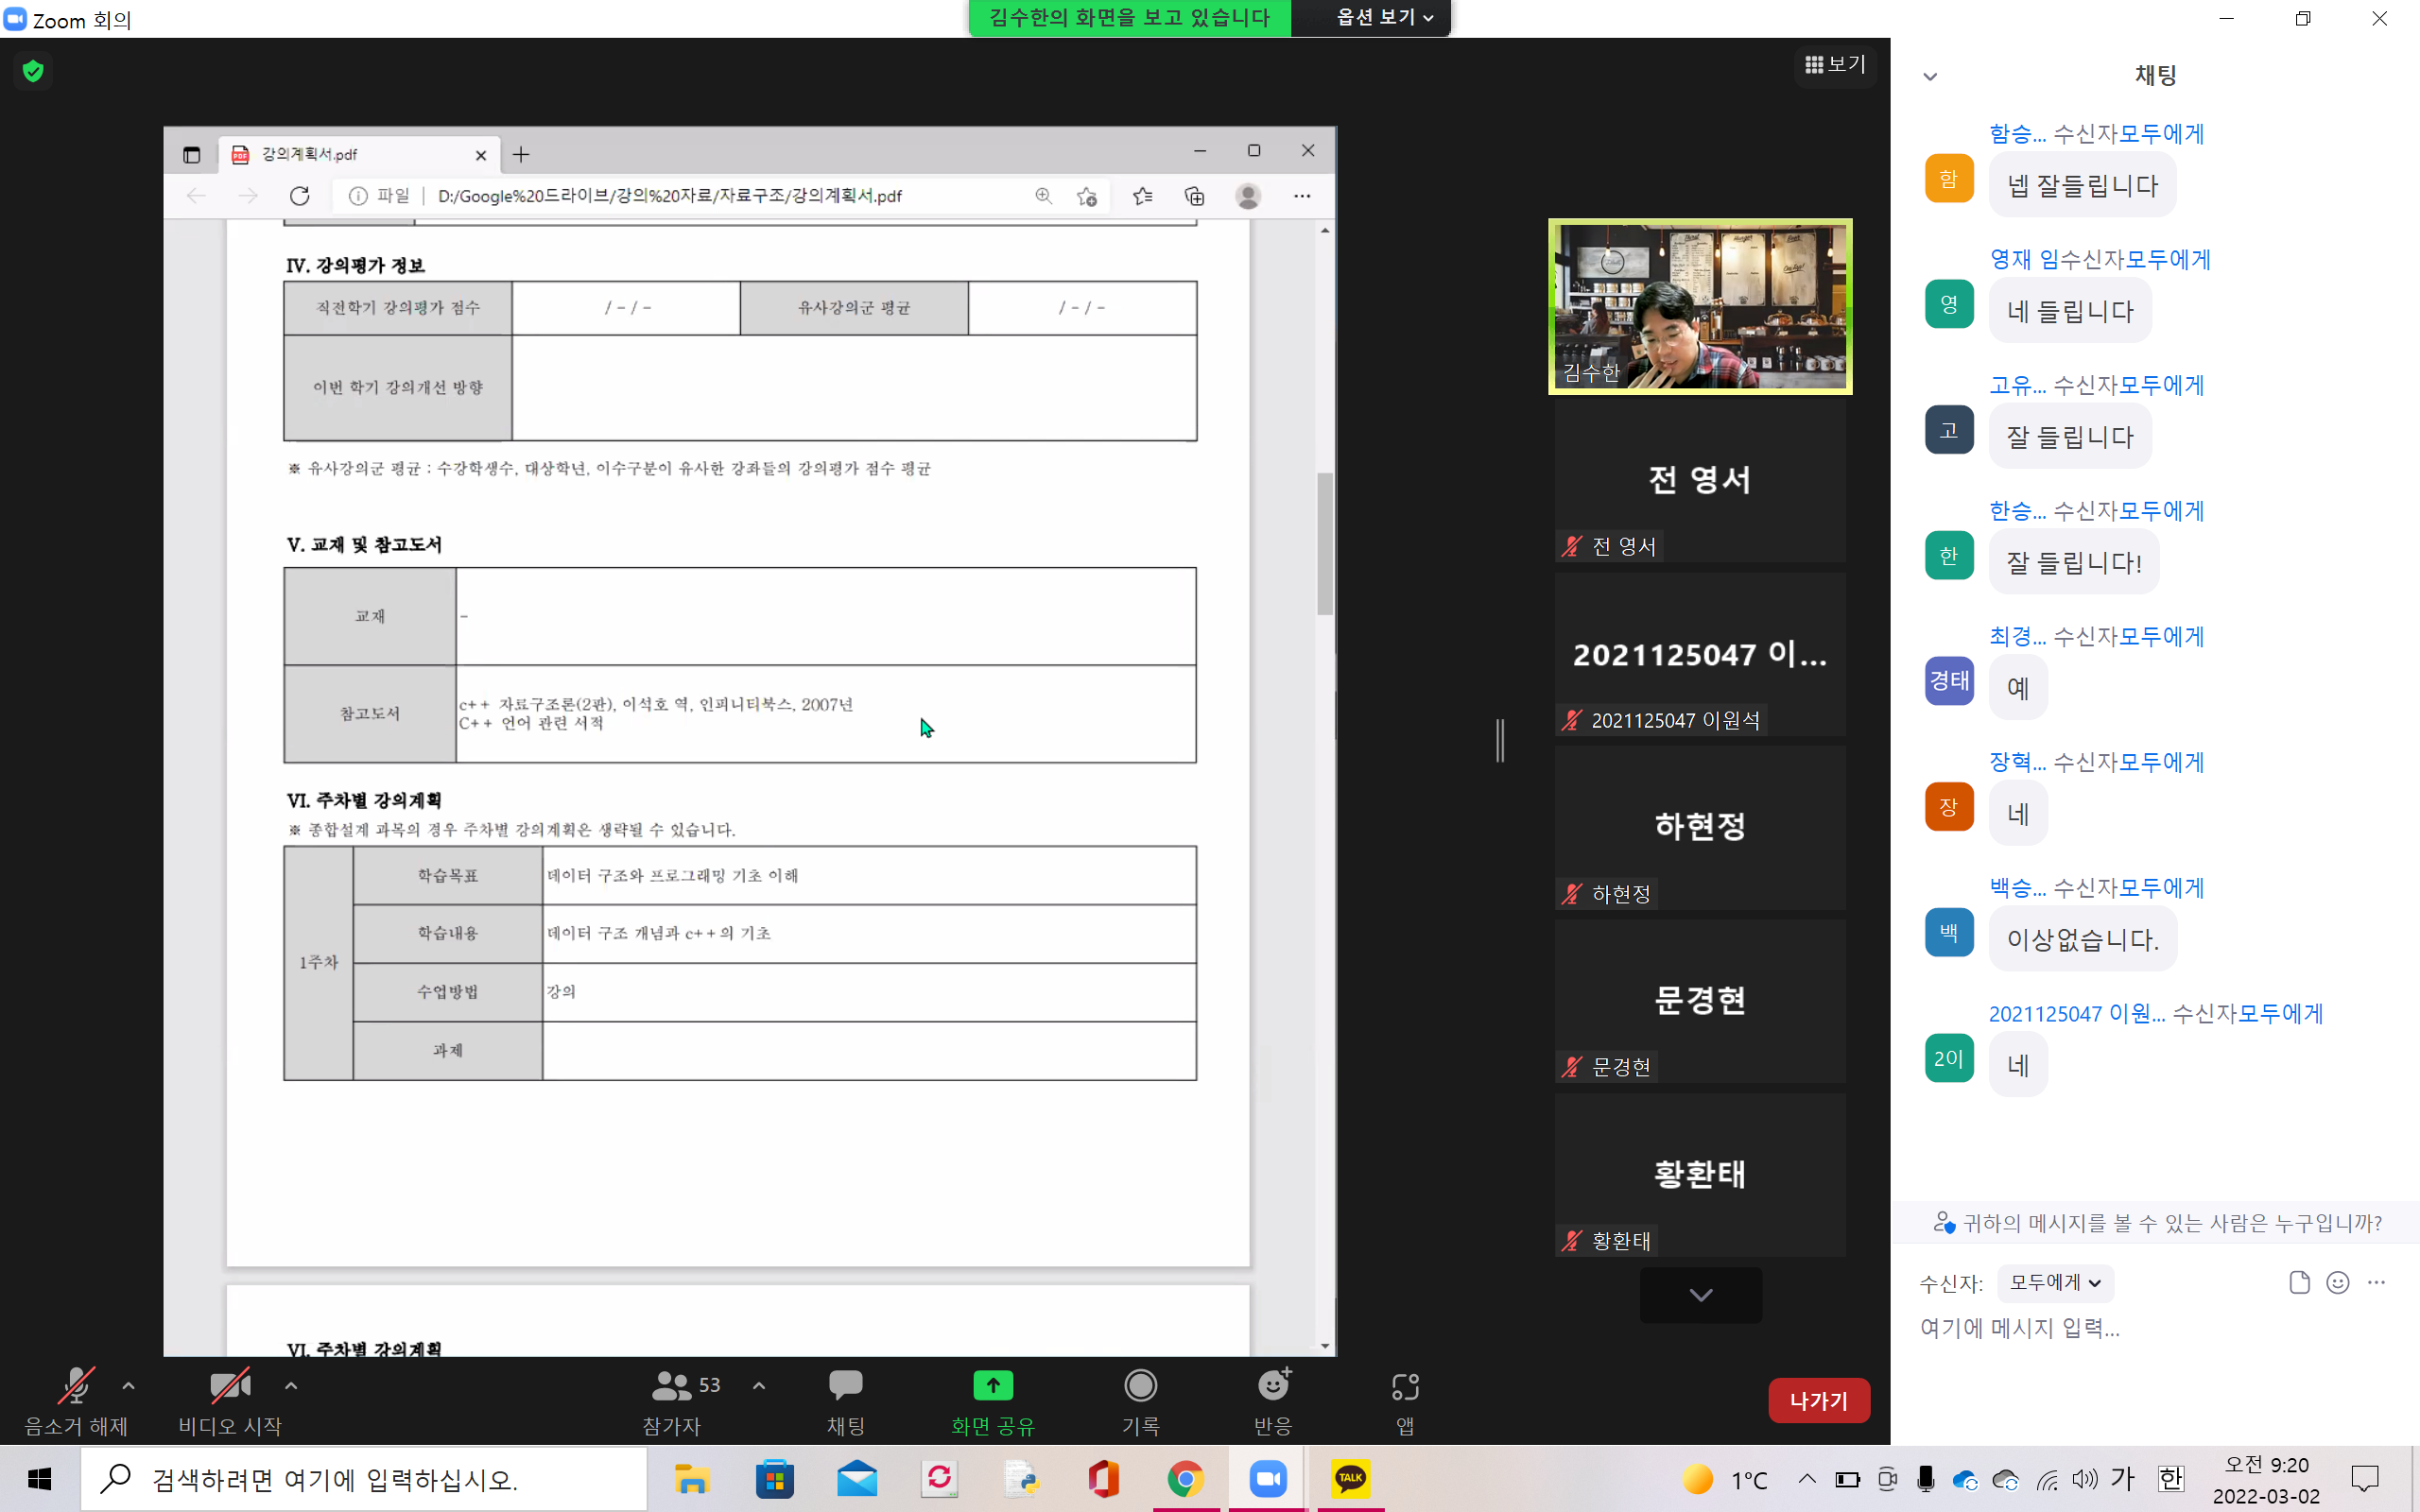 Zoom 회의
김수한의 화면을 보고 있습니다
옵션 보기
보기
강의계획서.pdf
파일
D:/Google%20드라이브/강의%20자료/자료구조/강의계획서.pdf
IV. 강의평가 정보
직전학기 강의평가 점수
/ - / -
유사강의군 평균
/ - / -
이번 학기 강의개선 방향
※ 유사강의군 평균 : 수강학생수, 대상학년, 이수구분이 유사한 강좌들의 강의평가 점수 평균
V. 교재 및 참고도서
교재
-
참고도서
c++ 자료구조론(2판), 이석호 역, 인피니티북스, 2007년
C++ 언어 관련 서적
VI. 주차별 강의계획
※ 종합설계 과목의 경우 주차별 강의계획은 생략될 수 있습니다.
1주차
학습목표
데이터 구조와 프로그래밍 기초 이해
학습내용
데이터 구조 개념과 c++의 기초
수업방법
강의
과제
VI. 주차별 강의계획
김수한
전 영서
전 영서
2021125047 이...
2021125047 이원석
하현정
하현정
문경현
문경현
황환태
황환태
채팅
함승... 수신자모두에게
함
넵 잘들립니다
영재 임수신자모두에게
영
네 들립니다
고유... 수신자모두에게
고
잘 들립니다
한승... 수신자모두에게
한
잘 들립니다!
최경... 수신자모두에게
경태
예
장혁... 수신자모두에게
장
네
백승... 수신자모두에게
백
이상없습니다.
2021125047 이원... 수신자모두에게
2이
네
귀하의 메시지를 볼 수 있는 사람은 누구입니까?
수신자: 모두에게
여기에 메시지 입력...
음소거 해제
비디오 시작
53
참가자
채팅
화면 공유
기록
반응
앱
나가기
검색하려면 여기에 입력하십시오.
TALK
1°C
가
한
오전 9:20
2022-03-02